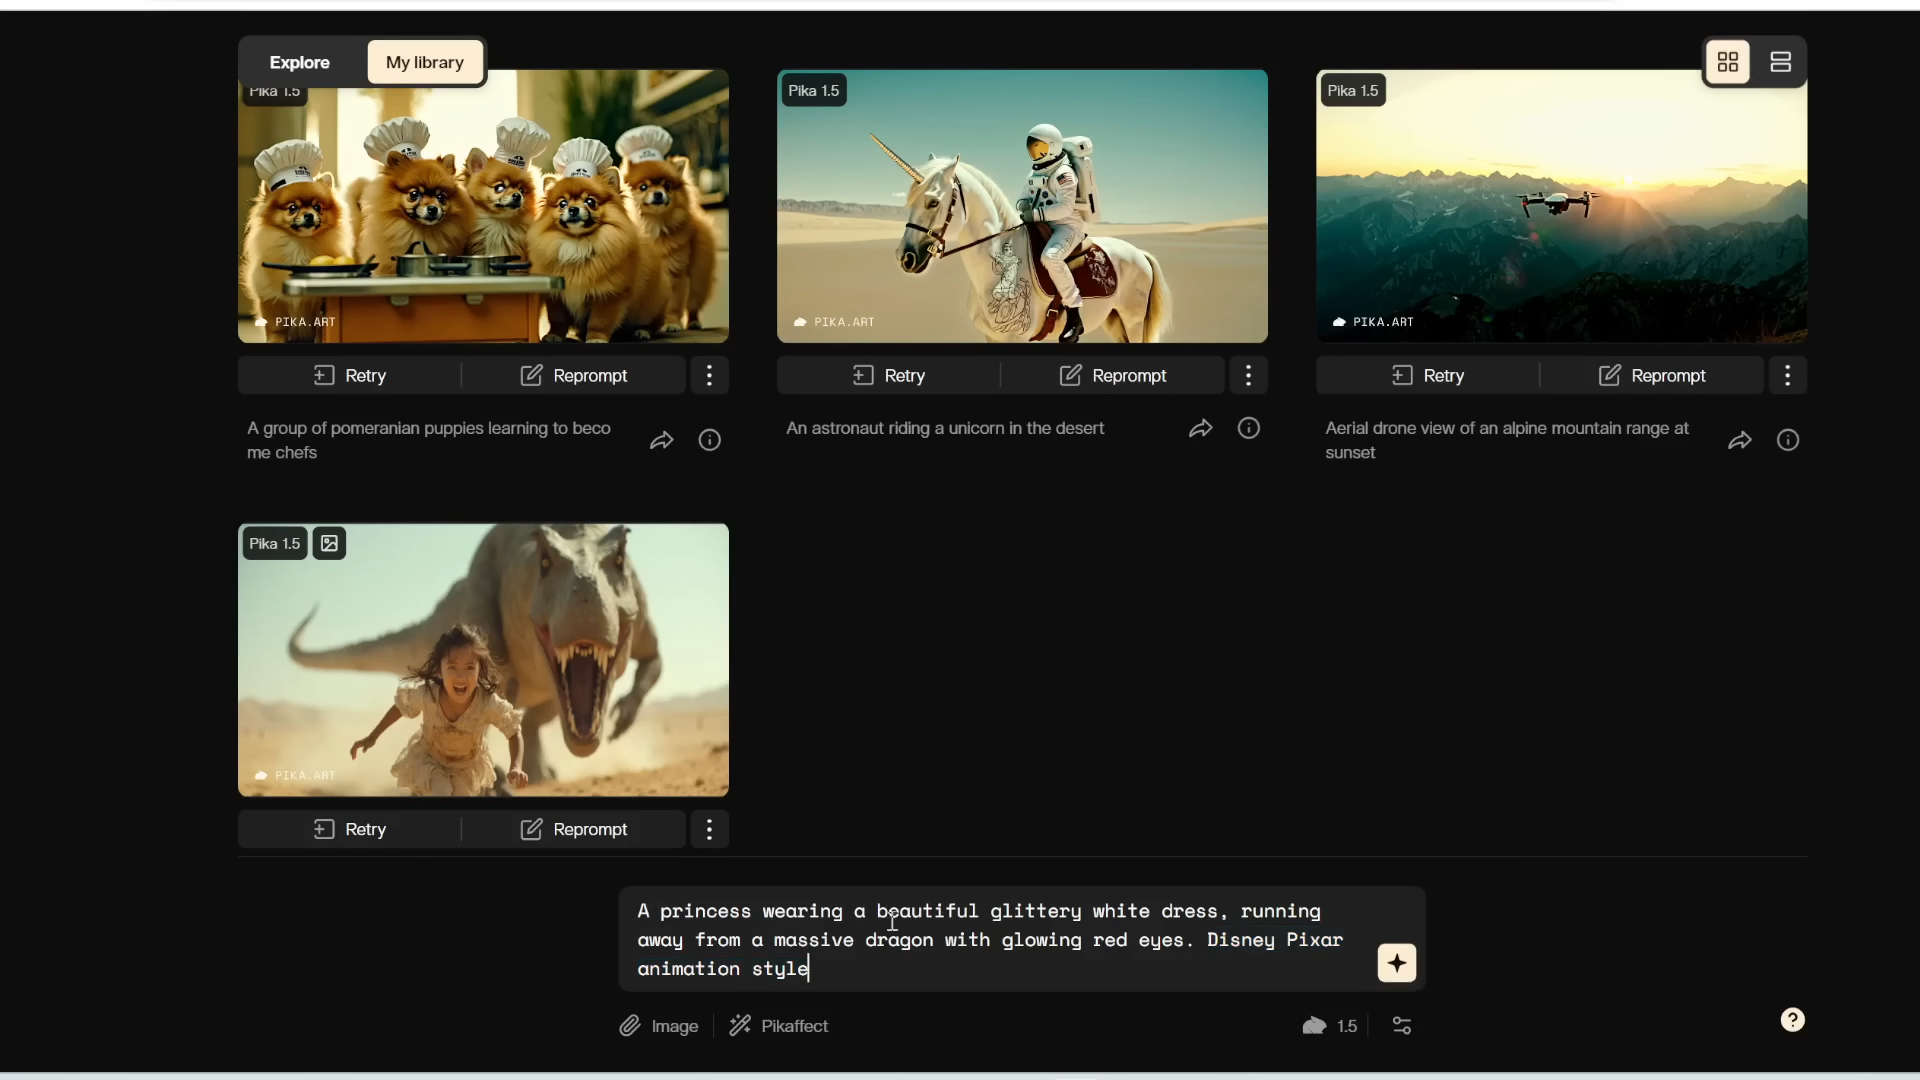 Explore
My library
Pika 1.5
Pika 1.5
Pika 1.5
PIKA.ART
PIKA.ART
PIKA.ART
Retry
Reprompt
Retry
Reprompt
Retry
Reprompt
A group of pomeranian puppies learning to beco
me chefs
An astronaut riding a unicorn in the desert
Aerial drone view of an alpine mountain range at
sunset
Pika 1.5
PIKA.ART
Retry
Reprompt
A princess wearing a beautiful glittery white dress, running
away from a massive dragon with glowing red eyes. Disney Pixar
animation style
Image
Pikaffect
1.5
?